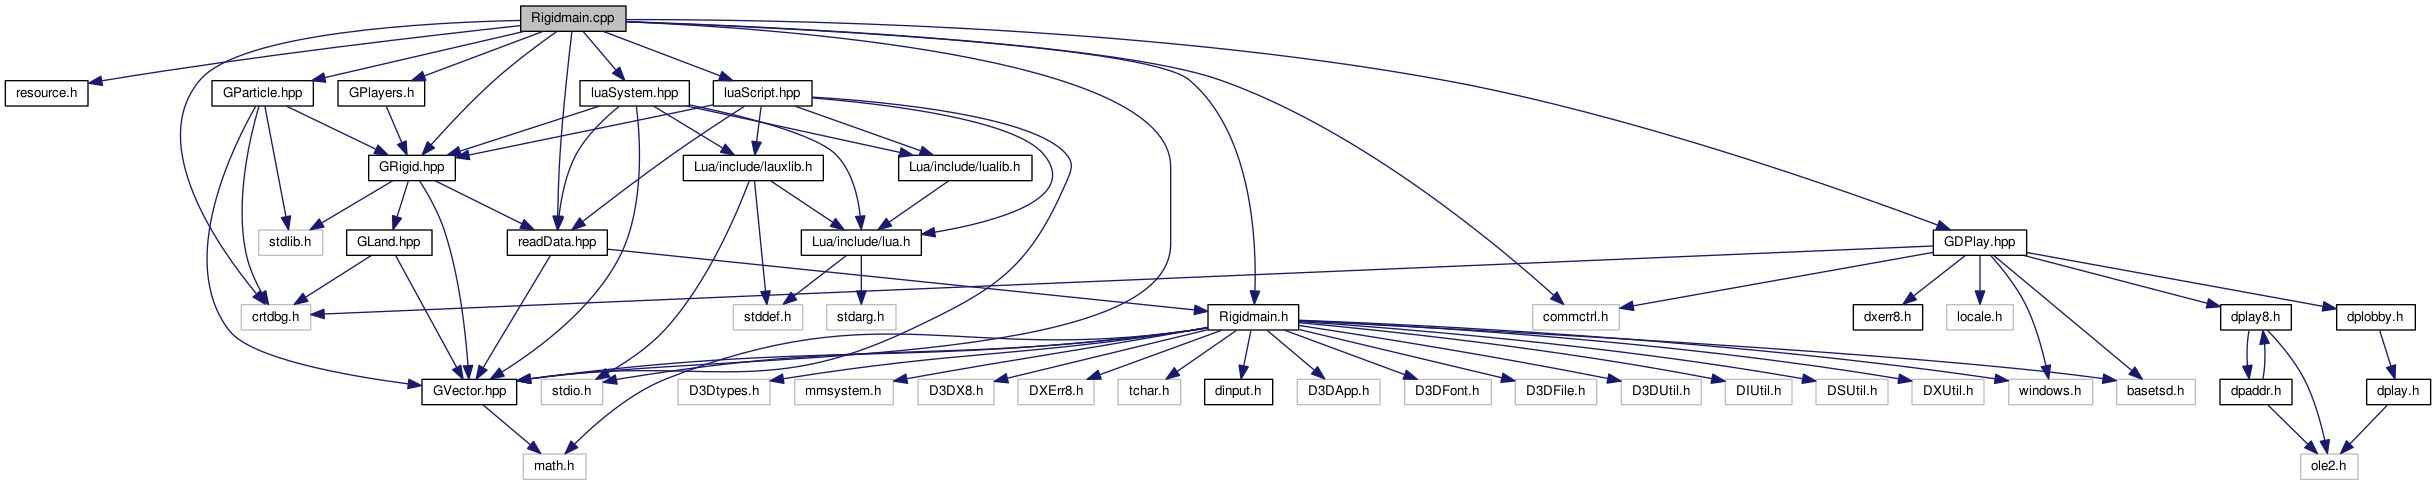 Rigidmain.cpp
resource.h
GParticle.hpp
GPlayers.h
luaSystem.hpp
luaScript.hpp
GRigid.hpp
Lua/include/lauxlib.h
Lua/include/lualib.h
stdlib.h
GLand.hpp
readData.hpp
Lua/include/lua.h
GDPlay.hpp
crtdbg.h
stddef.h
stdarg.h
Rigidmain.h
commctrl.h
dxerr8.h
locale.h
dplay8.h
dplobby.h
GVector.hpp
stdio.h
D3Dtypes.h
mmsystem.h
D3DX8.h
DXErr8.h
tchar.h
dinput.h
D3DApp.h
D3DFont.h
D3DFile.h
D3DUtil.h
DIUtil.h
DSUtil.h
DXUtil.h
windows.h
basetsd.h
dpaddr.h
dplay.h
math.h
ole2.h